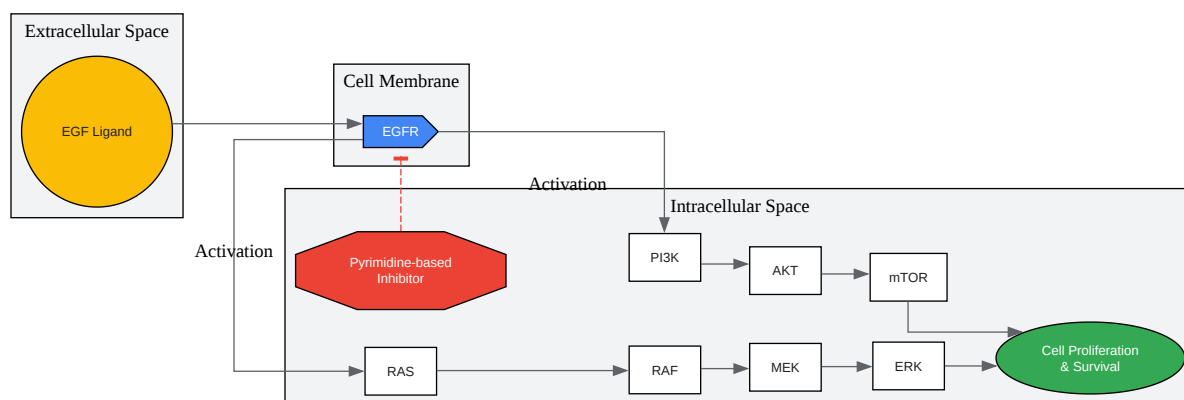 Extracellular Space
EGF Ligand
Cell Membrane
EGFR
Activation
Activation
Intracellular Space
Pyrimidine-based
Inhibitor
PI3K
AKT
mTOR
RAS
RAF
MEK
ERK
Cell Proliferation
& Survival